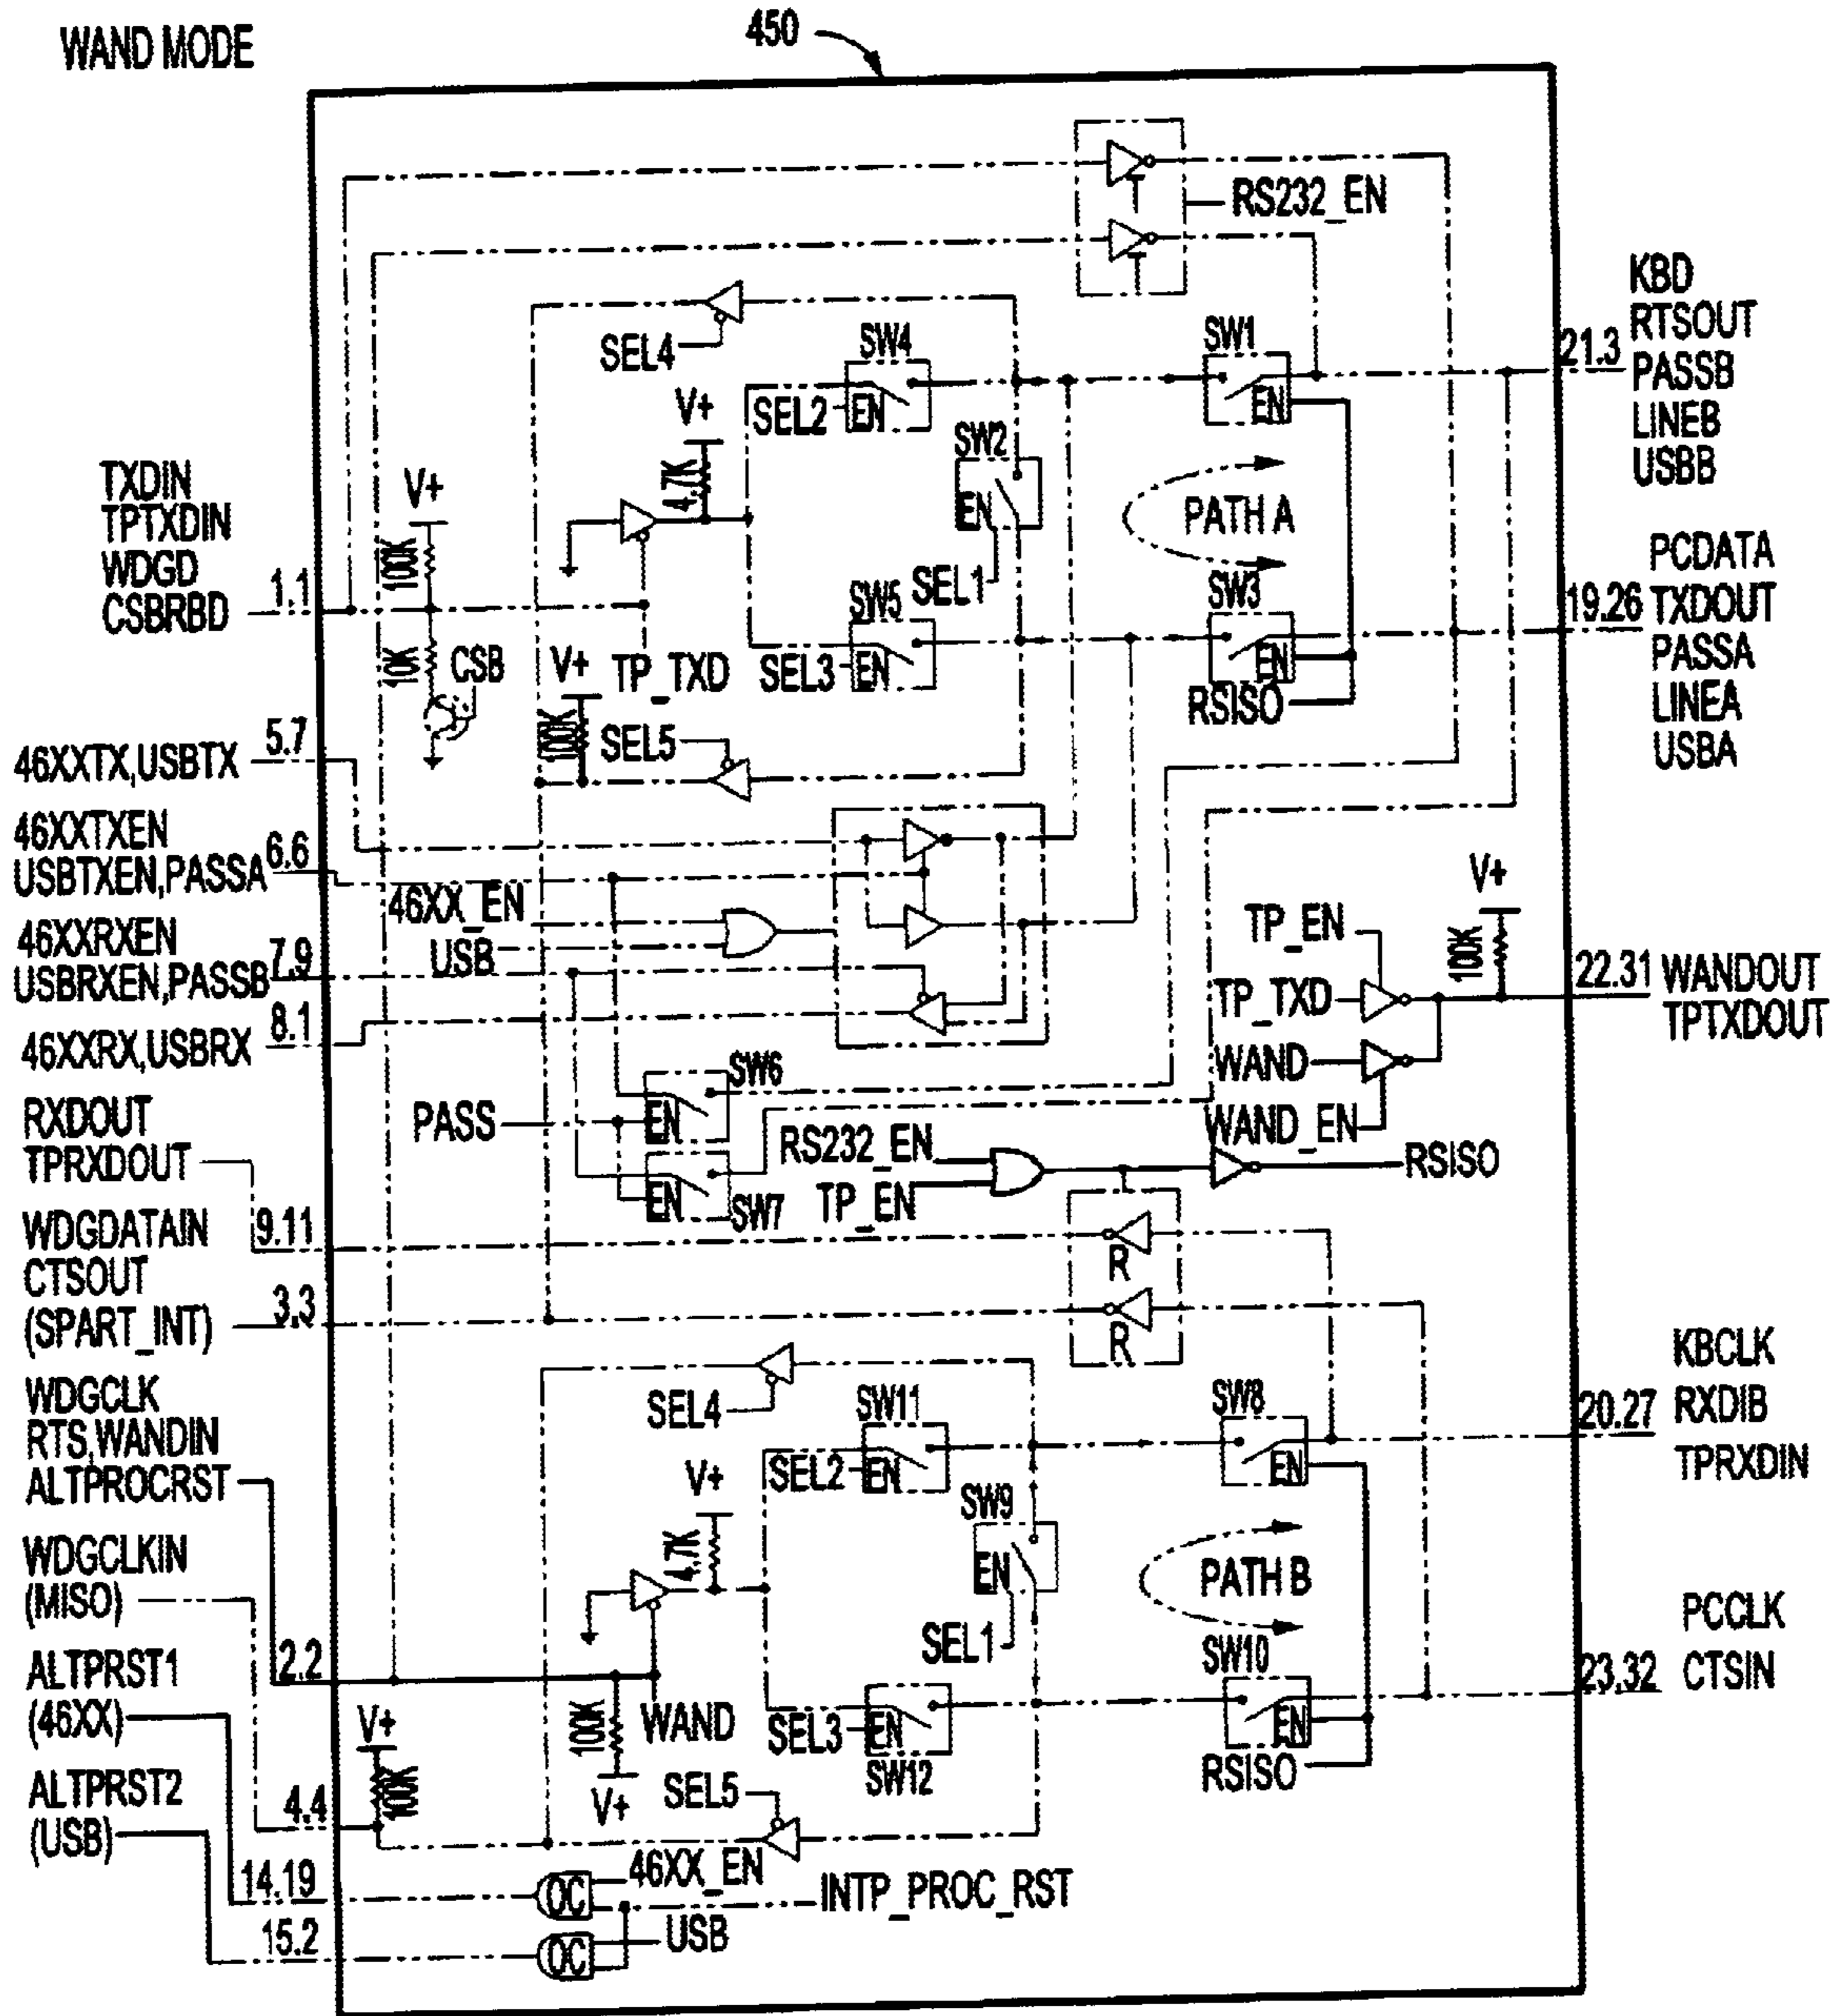 WAND MODE
450
RS232_EN
KBD
RTSOUT
21.3
PASSB
LINEB
USBB
SEL4
SW4
SW1
V+
SEL2
EN
EN
SW2
4.7K
TXDIN
TPTXDIN
WDGD
CSBRBD
1.1
V+
100K
EN
PATH A
SEL1
PCDATA
19.26
TXDOUT
PASSA
LINEA
USBA
SW5
SW3
10K
CSB
V+
TP_TXD
SEL3
EN
EN
RSISO
100K
SEL5
5.7
46XXTX,USBTX
46XXTXEN
6.6
USBTXEN,PASSA
46XX_EN
USB
46XXRXEN
7.9
USBRXEN,PASSB
8.1
46XXRX,USBRX
V+
TP_EN
100K
TP_TXD
22.31
WANDOUT
TPTXDOUT
WAND
WAND_EN
SW6
PASS
EN
RXDOUT
TPRXDOUT
RS232_EN
TP_EN
RSISO
EN
SW7
9.11
WDGDATAIN
CTSOUT
3.3
(SPART_INT)
R
R
SEL4
SW11
SW8
KBCLK
20.27
RXDIB
TPRXDIN
WDGCLK
RTS,WANDIN
ALTPROCRST
V+
SEL2
EN
EN
SW9
4.7K
WDGCLKIN
(MISO)
EN
PATH B
SEL1
PCCLK
23.32
CTSIN
2.2
ALTPRST1
(46XX)
SW10
V+
100K
WAND
SEL3
EN
EN
SW12
RSISO
100K
V+
SEL5
4.4
ALTPRST2
(USB)
14.19
OC
46XX_EN
INTP_PROC_RST
15.2
OC
USB